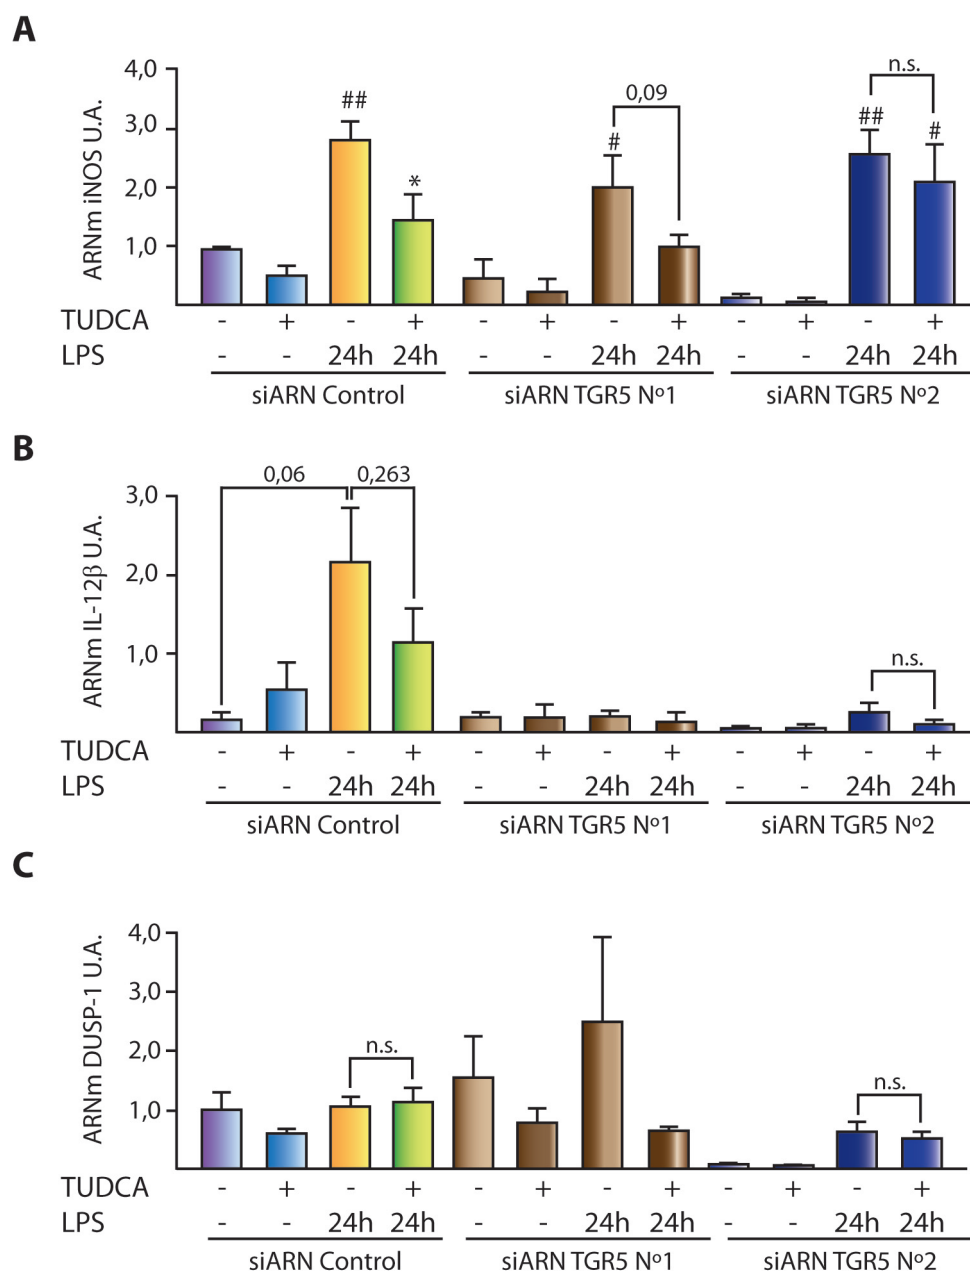 A
ARNm iNOS U.A.
4,0
3,0
2,0
1,0
## * # 0,09 ## n.s. #
TUDCA - + - + - + - + - + - +
LPS - - 24h 24h - - 24h 24h - - 24h 24h
siARN Control siARN TGR5 Nº1 siARN TGR5 Nº2
B
ARNm IL-12β U.A.
3,0
2,0
1,0
0,06 0,263 n.s.
TUDCA - + - + - + - + - + - +
LPS - - 24h 24h - - 24h 24h - - 24h 24h
siARN Control siARN TGR5 Nº1 siARN TGR5 Nº2
C
ARNm DUSP-1 U.A.
4,0
3,0
2,0
1,0
n.s. n.s.
TUDCA - + - + - + - + - + - +
LPS - - 24h 24h - - 24h 24h - - 24h 24h
siARN Control siARN TGR5 Nº1 siARN TGR5 Nº2